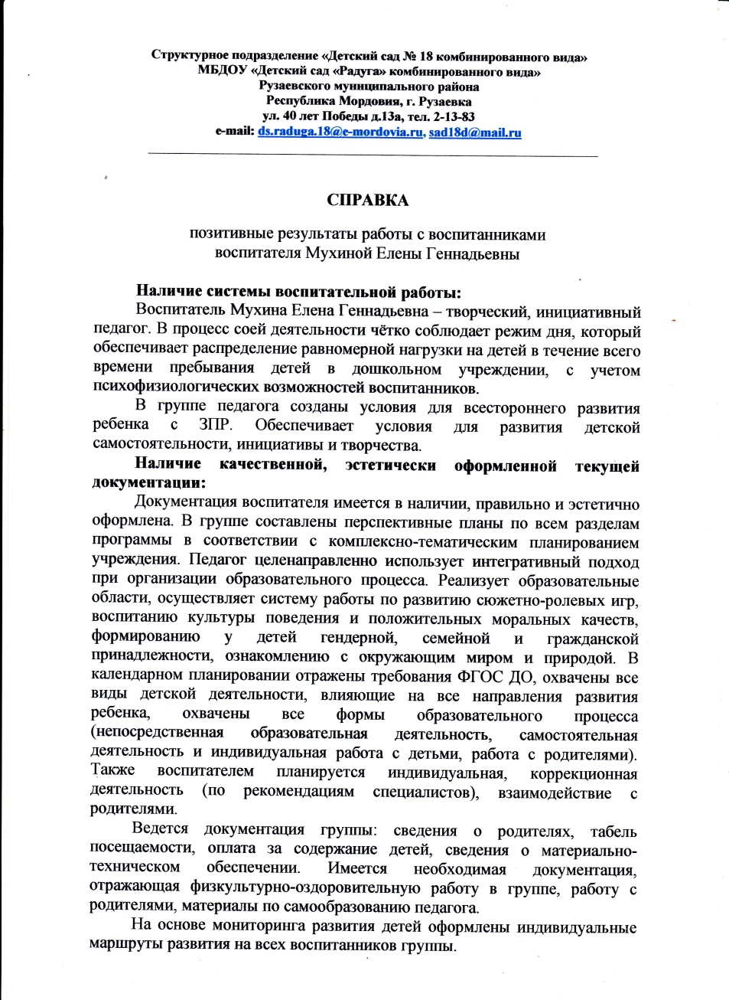 Структурное подразделение «Детский сад № 18 комбинированного вида»
МБДОУ «Детский сад «Радуга» комбинированного вида»
Рузаевского муниципального района
Республика Мордовия, г. Рузаевка
ул. 40 лет Победы д.13а, тел. 2-13-83
e-mail: ds.raduga.18@e-mordovia.ru, sad18d@mail.ru
СПРАВКА
позитивные результаты работы с воспитанниками
воспитателя Мухиной Елены Геннадьевны
Наличие системы воспитательной работы:
Воспитатель Мухина Елена Геннадьевна – творческий, инициативный
педагог. В процесс соей деятельности чётко соблюдает режим дня, который
обеспечивает распределение равномерной нагрузки на детей в течение всего
времени пребывания детей в дошкольном учреждении, с учетом
психофизиологических возможностей воспитанников.
В группе педагога созданы условия для всестороннего развития
ребенка с ЗПР. Обеспечивает условия для развития детской
самостоятельности, инициативы и творчества.
Наличие качественной, эстетически оформленной текущей
документации:
Документация воспитателя имеется в наличии, правильно и эстетично
оформлена. В группе составлены перспективные планы по всем разделам
программы в соответствии с комплексно-тематическим планированием
учреждения. Педагог целенаправленно использует интегративный подход
при организации образовательного процесса. Реализует образовательные
области, осуществляет систему работы по развитию сюжетно-ролевых игр,
воспитанию культуры поведения и положительных моральных качеств,
формированию у детей гендерной, семейной и гражданской
принадлежности, ознакомлению с окружающим миром и природой. В
календарном планировании отражены требования ФГОС ДО, охвачены все
виды детской деятельности, влияющие на все направления развития
ребенка, охвачены все формы образовательного процесса
(непосредственная образовательная деятельность, самостоятельная
деятельность и индивидуальная работа с детьми, работа с родителями).
Также воспитателем планируется индивидуальная, коррекционная
деятельность (по рекомендациям специалистов), взаимодействие с
родителями.
Ведется документация группы: сведения о родителях, табель
посещаемости, оплата за содержание детей, сведения о материально-
техническом обеспечении. Имеется необходимая документация,
отражающая физкультурно-оздоровительную работу в группе, работу с
родителями, материалы по самообразованию педагога.
На основе мониторинга развития детей оформлены индивидуальные
маршруты развития на всех воспитанников группы.